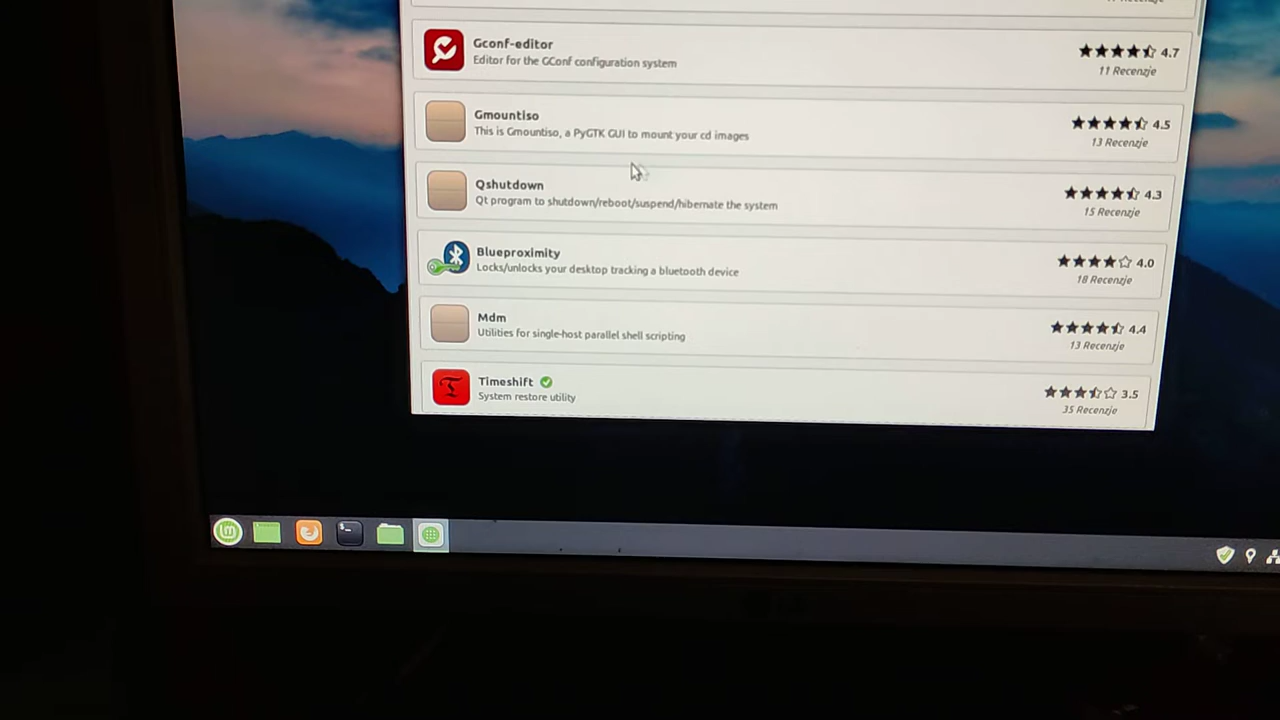 Gconf-editor
Editor for the GConf configuration system
4.7
11 Recenzje
Gmountiso
This is Gmountiso, a PyGTK GUI to mount your cd images
4.5
13 Recenzje
Qshutdown
Qt program to shutdown/reboot/suspend/hibernate the system
4.3
15 Recenzje
Blueproximity
Locks/unlocks your desktop tracking a bluetooth device
4.0
18 Recenzje
Mdm
Utilities for single-host parallel shell scripting
4.4
13 Recenzje
Timeshift
System restore utility
3.5
35 Recenzje